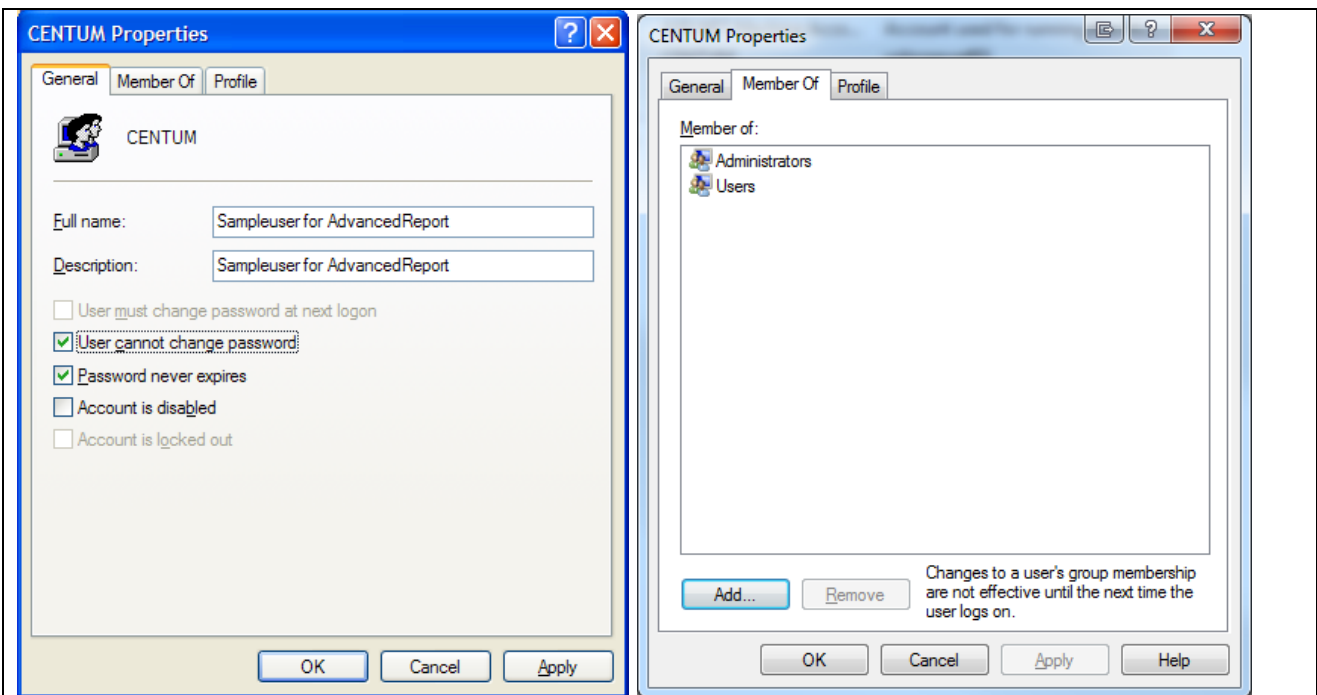 CENTUM Properties
General Member Of Profile
CENTUM
Full name: Sampleuser for AdvancedReport
Description: Sampleuser for AdvancedReport
User must change password at next logon
User cannot change password
Password never expires
Account is disabled
Account is locked out
OK Cancel Apply
CENTUM Properties
General Member Of Profile
Member of:
Administrators
Users
Add... Remove
Changes to a user's group membership
are not effective until the next time the
user logs on.
OK Cancel Apply Help